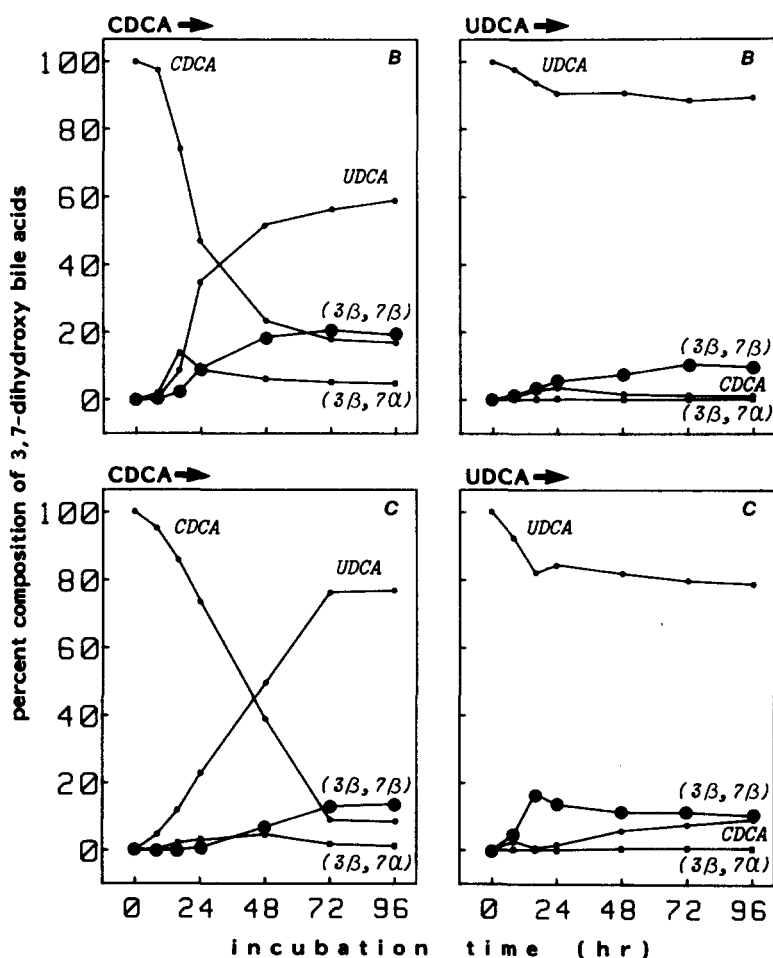 CDCA→
UDCA→
percent composition of 3,7-dihydroxy bile acids
100
80
60
40
20
0
B
CDCA
UDCA
(3β,7β)
(3β,7α)
B
UDCA
(3β,7β)
CDCA
(3β,7α)
CDCA→
UDCA→
100
80
60
40
20
0
C
CDCA
UDCA
(3β,7β)
(3β,7α)
C
UDCA
(3β,7β)
CDCA
(3β,7α)
0 24 48 72 96
0 24 48 72 96
incubation time (hr)